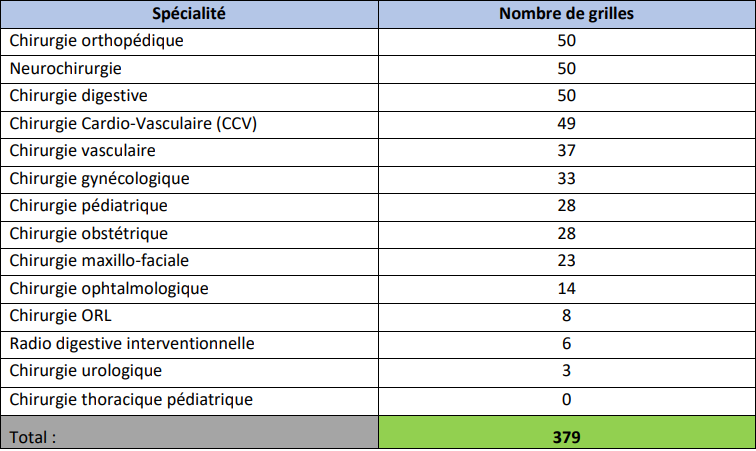 Spécialité Nombre de grilles
Chirurgie orthopédique 50
Neurochirurgie 50
Chirurgie digestive 50
Chirurgie Cardio-Vasculaire (CCV) 49
Chirurgie vasculaire 37
Chirurgie gynécologique 33
Chirurgie pédiatrique 28
Chirurgie obstétrique 28
Chirurgie maxillo-faciale 23
Chirurgie ophtalmologique 14
Chirurgie ORL 8
Radio digestive interventionnelle 6
Chirurgie urologique 3
Chirurgie thoracique pédiatrique 0
Total : 379